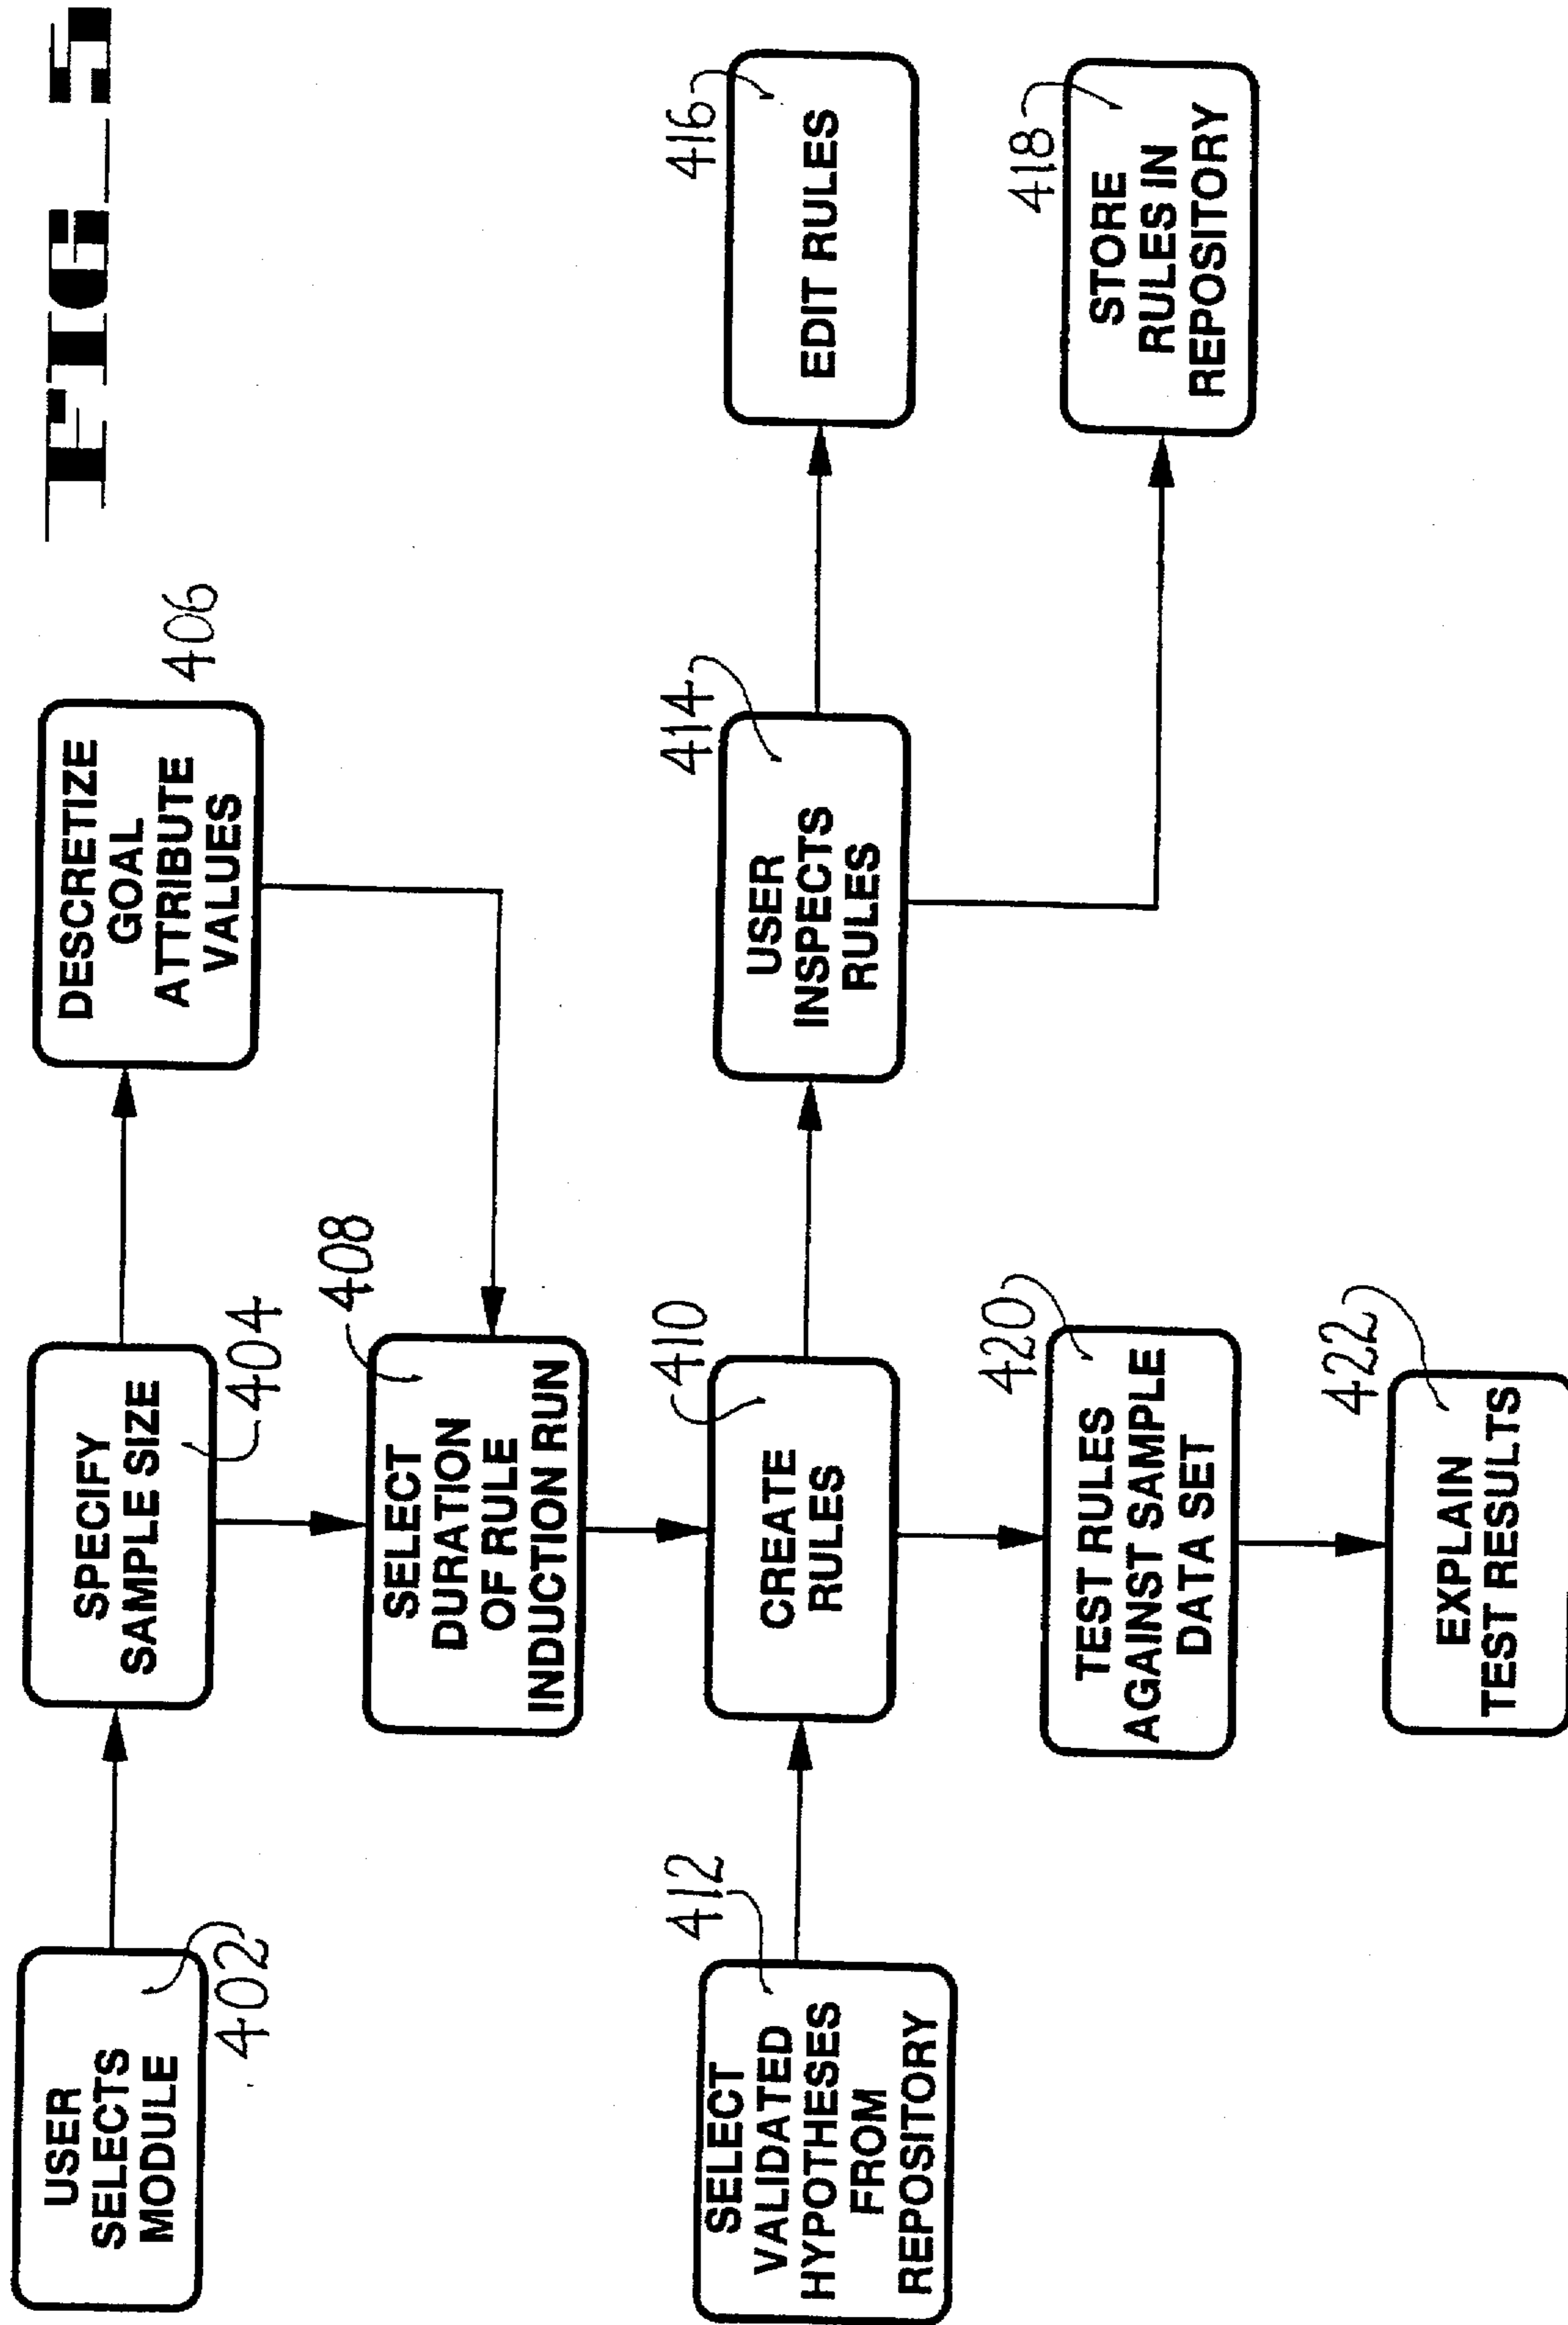 FIG_5
USER
SELECTS
MODULE
402
SPECIFY
SAMPLE SIZE
404
DESCRETIZE
GOAL
ATTRIBUTE
VALUES
406
SELECT
DURATION
OF RULE
INDUCTION RUN
408
SELECT
VALIDATED
HYPOTHESES
FROM
REPOSITORY
412
CREATE
RULES
410
USER
INSPECTS
RULES
414
EDIT RULES
416
STORE
RULES IN
REPOSITORY
418
TEST RULES
AGAINST SAMPLE
DATA SET
420
EXPLAIN
TEST RESULTS
422